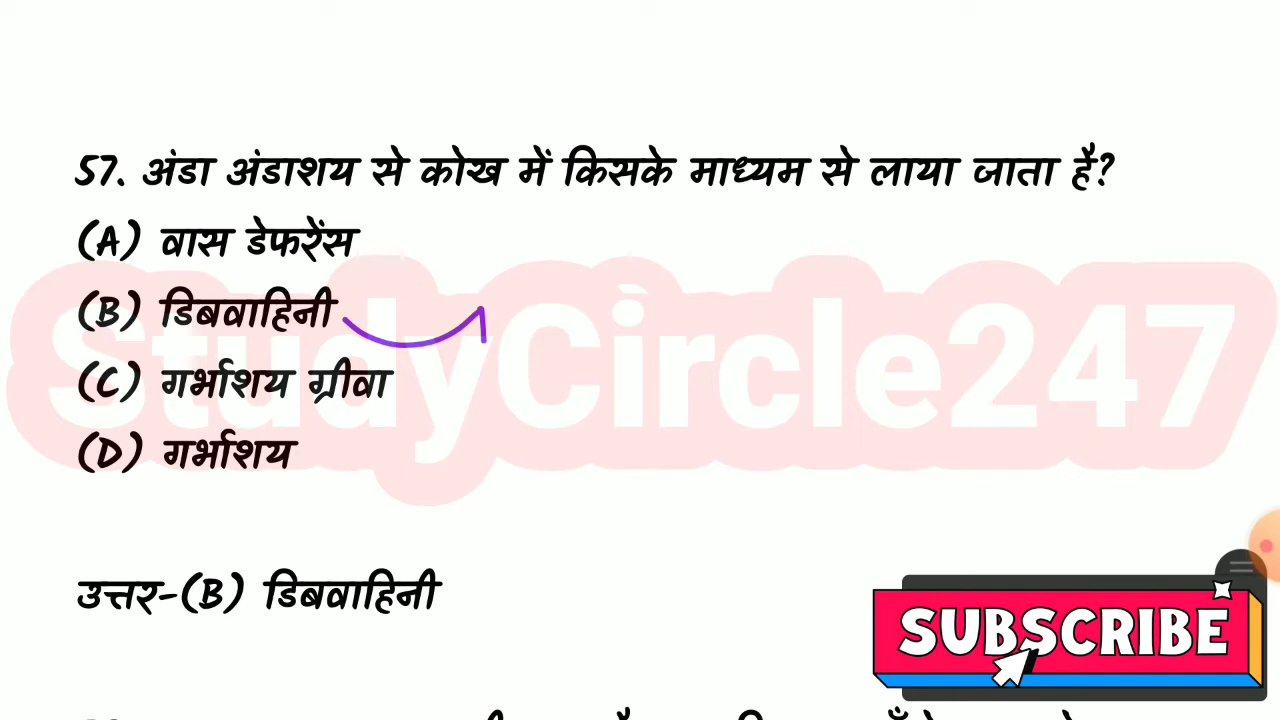 57. अंडा अंडाशय से कोख में किसके माध्यम से लाया जाता है?
(A) वास डेफरेंस
(B) डिबवाहिनी
(C) गर्भाशय ग्रीवा
(D) गर्भाशय
StudyCircle247
उत्तर-(B) डिबवाहिनी
SUBSCRIBE